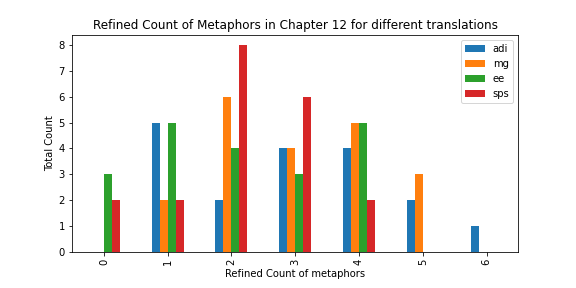 Refined Count of Metaphors in Chapter 12 for different translations
adi
mg
ee
sps
Total Count
8
7
6
5
4
3
2
1
0
0 1 2 3 4 5 6
Refined Count of metaphors